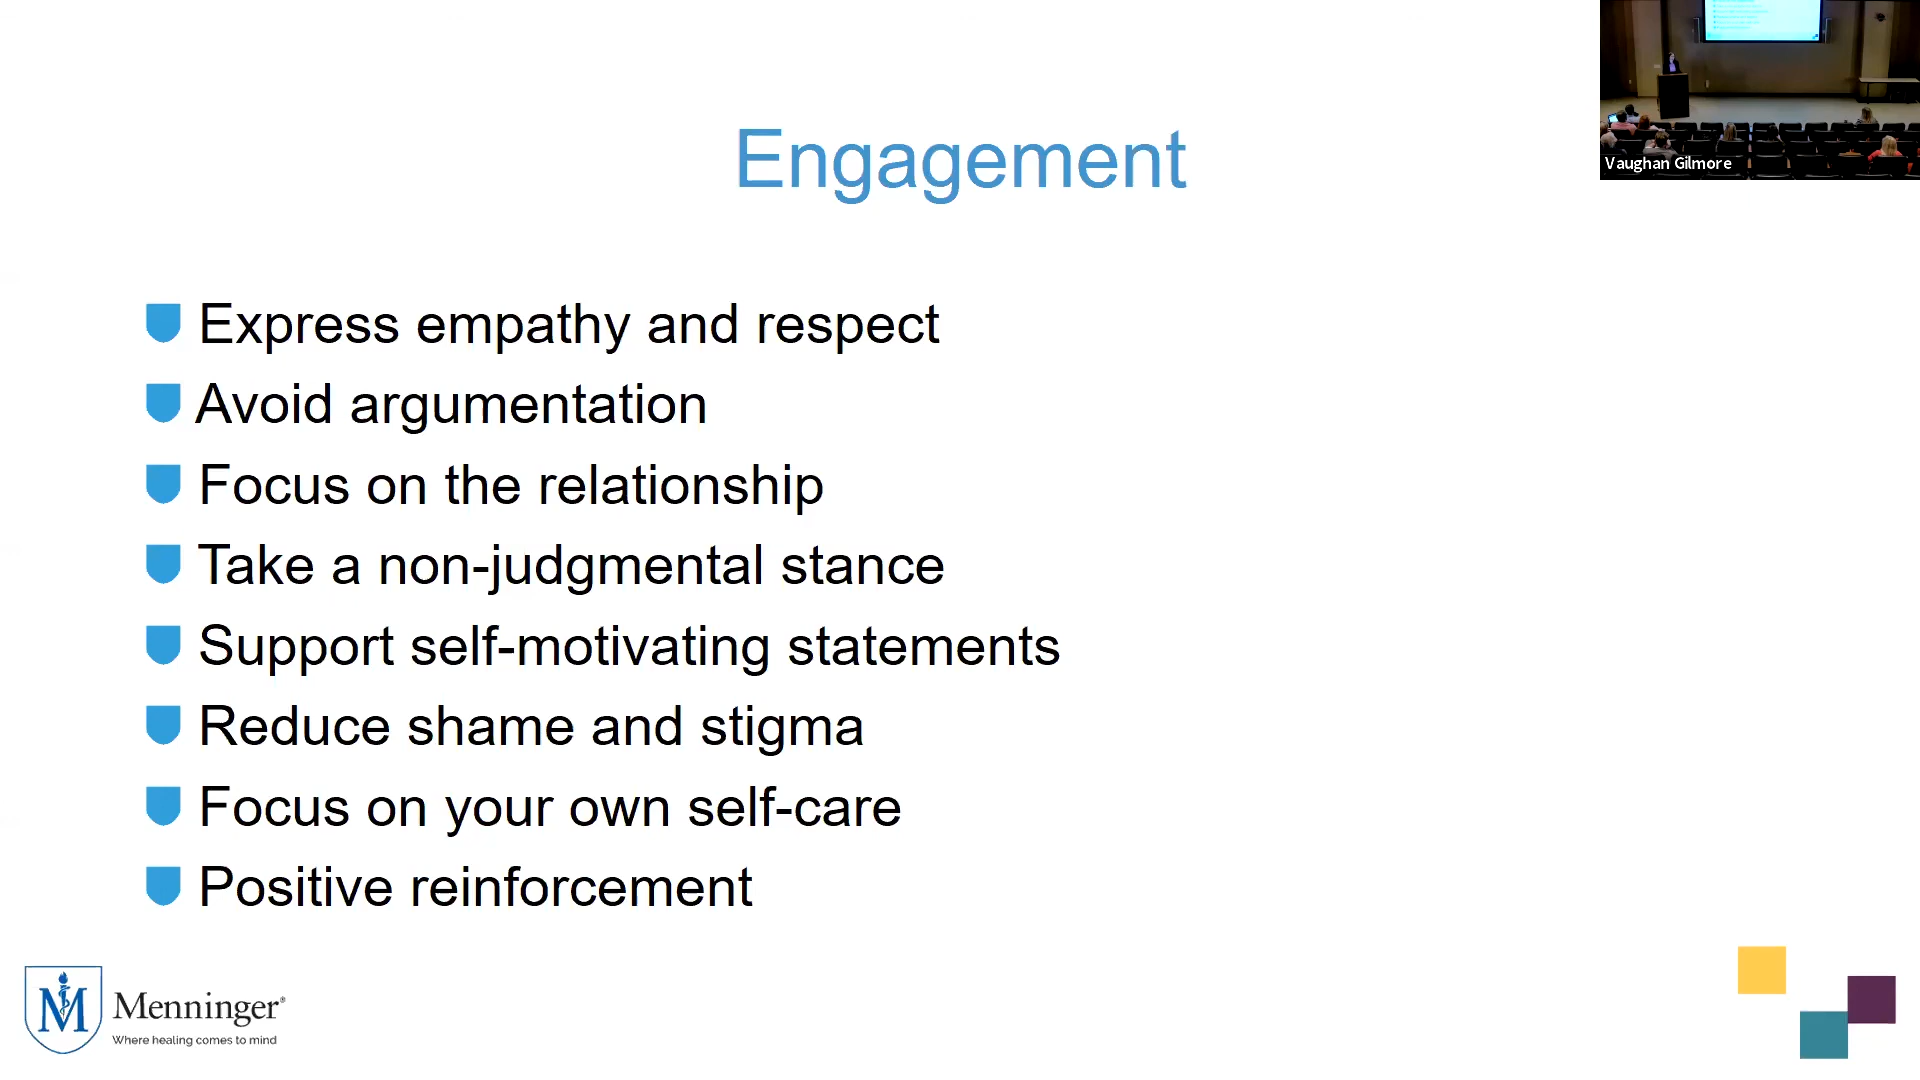 Engagement
Vaughan Gilmore
Express empathy and respect
Avoid argumentation
Focus on the relationship
Take a non-judgmental stance
Support self-motivating statements
Reduce shame and stigma
Focus on your own self-care
Positive reinforcement
M
Menninger®
Where healing comes to mind